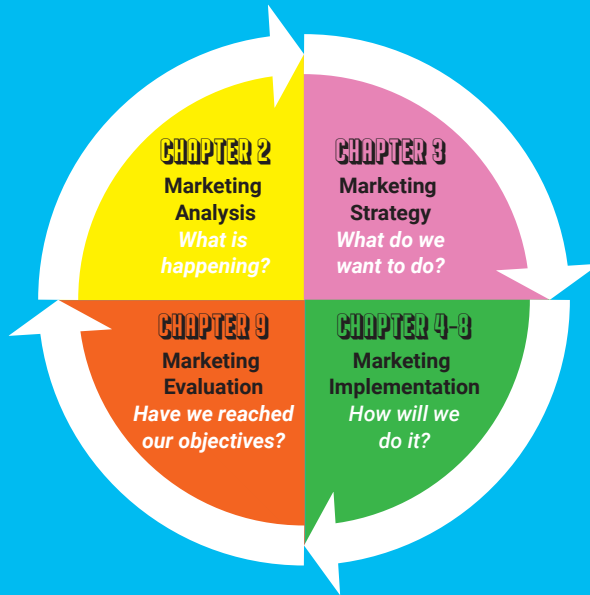 CHAPTER 2
Marketing
Analysis
What is
happening?
CHAPTER 3
Marketing
Strategy
What do we
want to do?
CHAPTER 9
Marketing
Evaluation
Have we reached
our objectives?
CHAPTER 4-8
Marketing
Implementation
How will we
do it?